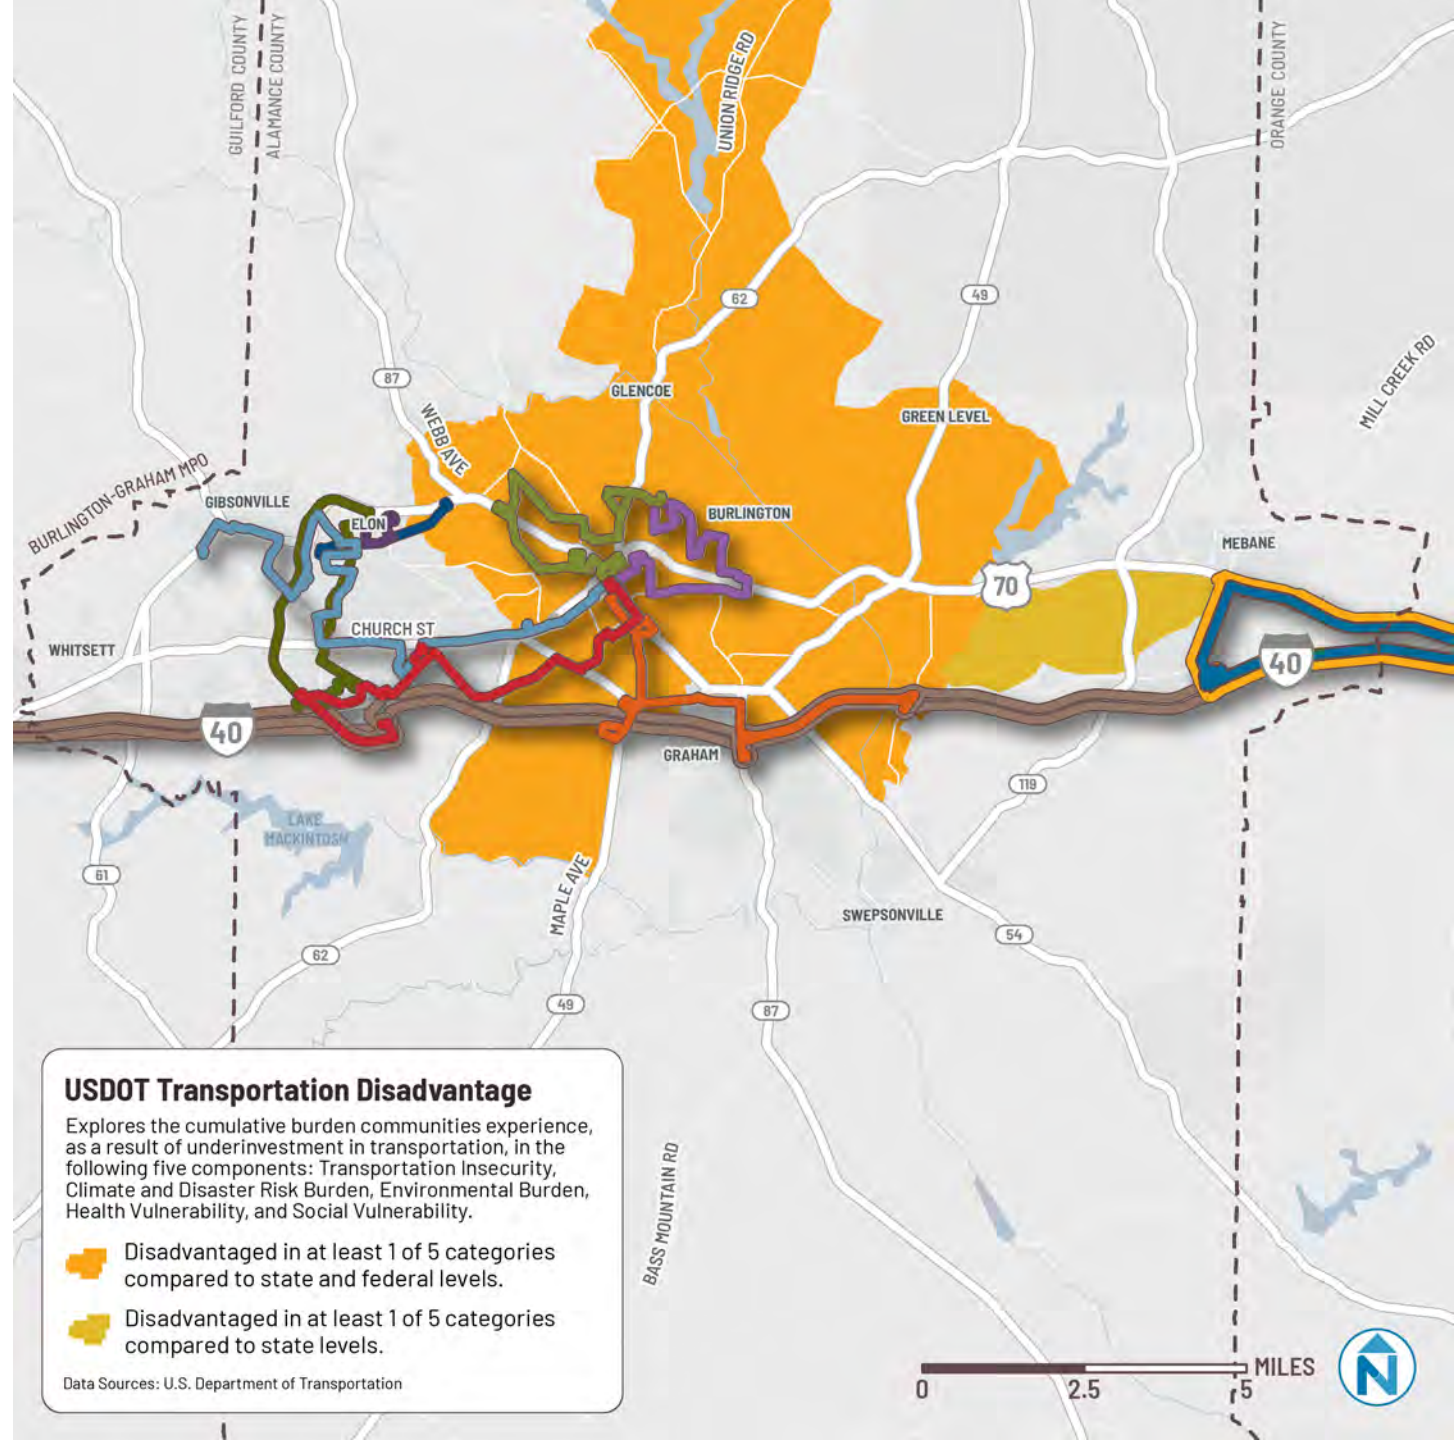 GUILFORD COUNTY
ALAMANCE COUNTY
UNION RIDGE RD
ORANGE COUNTY
62
49
MILL CREEK RD
87
GLENCOE
WEBB AVE
GREEN LEVEL
BURLINGTON-GRAHAM MPO
GIBSONVILLE
ELON
BURLINGTON
MEBANE
70
CHURCH ST
WHITSETT
40
40
GRAHAM
119
LAKE
MACKINTOSH
61
MAPLE AVE
SWEPSONVILLE
54
62
49
87
USDOT Transportation Disadvantage
Explores the cumulative burden communities experience,
as a result of underinvestment in transportation, in the
following five components: Transportation Insecurity,
Climate and Disaster Risk Burden, Environmental Burden,
Health Vulnerability, and Social Vulnerability.
Disadvantaged in at least 1 of 5 categories
compared to state and federal levels.
Disadvantaged in at least 1 of 5 categories
compared to state levels.
Data Sources: U.S. Department of Transportation
BASS MOUNTAIN RD
MILES
0
2.5
5
N